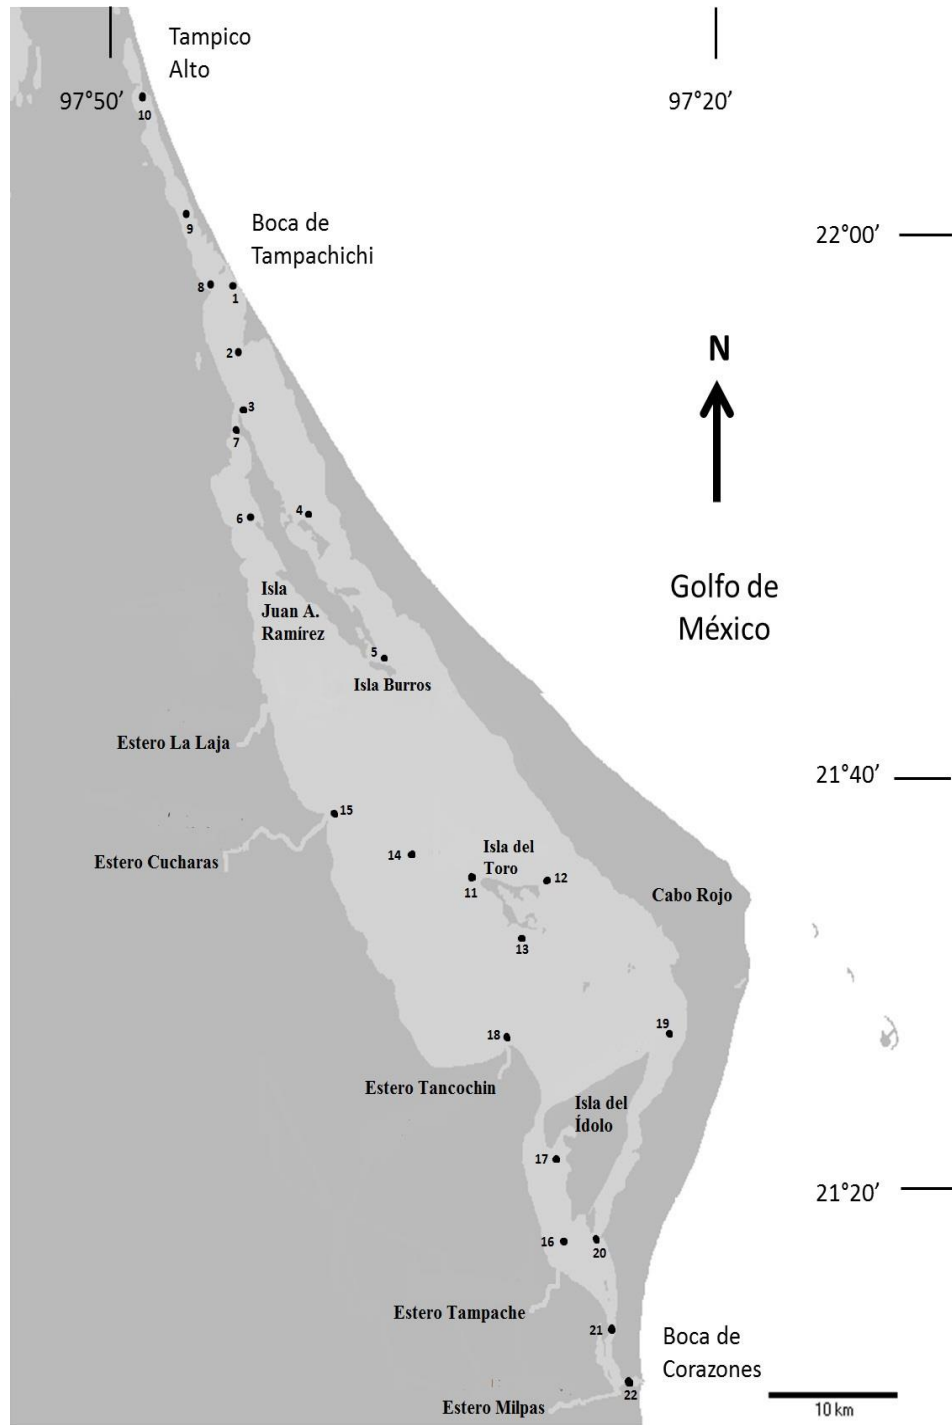 Tampico
Alto
97°50’
97°20’
10
9
Boca de
Tampachichi
22°00’
8
1
2
N
3
7
4
6
Isla
Juan A.
Ramírez
Golfo de
México
5
Isla Burros
Estero La Laja
21°40’
15
Estero Cucharas
14
Isla del
Toro
11
12
Cabo Rojo
13
18
19
Estero Tancochin
Isla del
Ídolo
17
21°20’
16
20
Estero Tampache
21
Boca de
Corazones
22
Estero Milpas
10 km